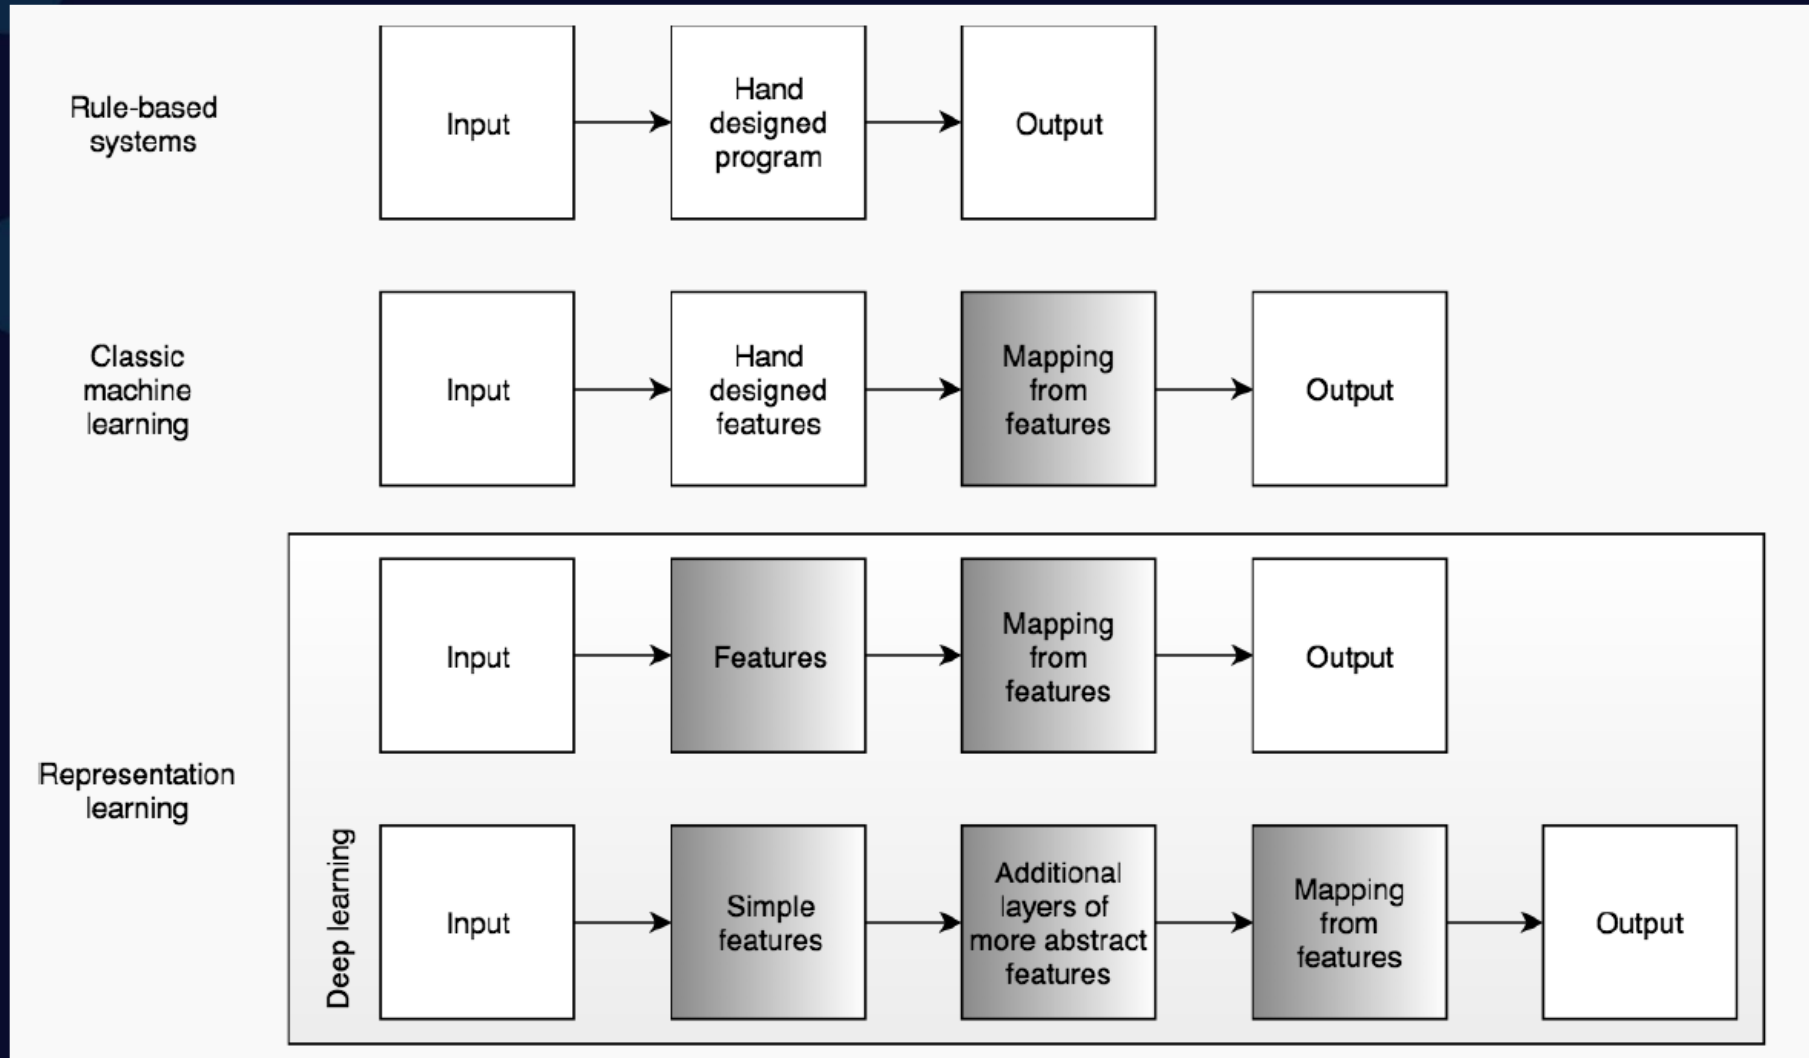 Rule-based
systems
Input
Hand
designed
program
Output
Classic
machine
learning
Input
Hand
designed
features
Mapping
from
features
Output
Representation
learning
Input
Features
Mapping
from
features
Output
Deep learning
Input
Simple
features
Additional
layers of
more abstract
features
Mapping
from
features
Output